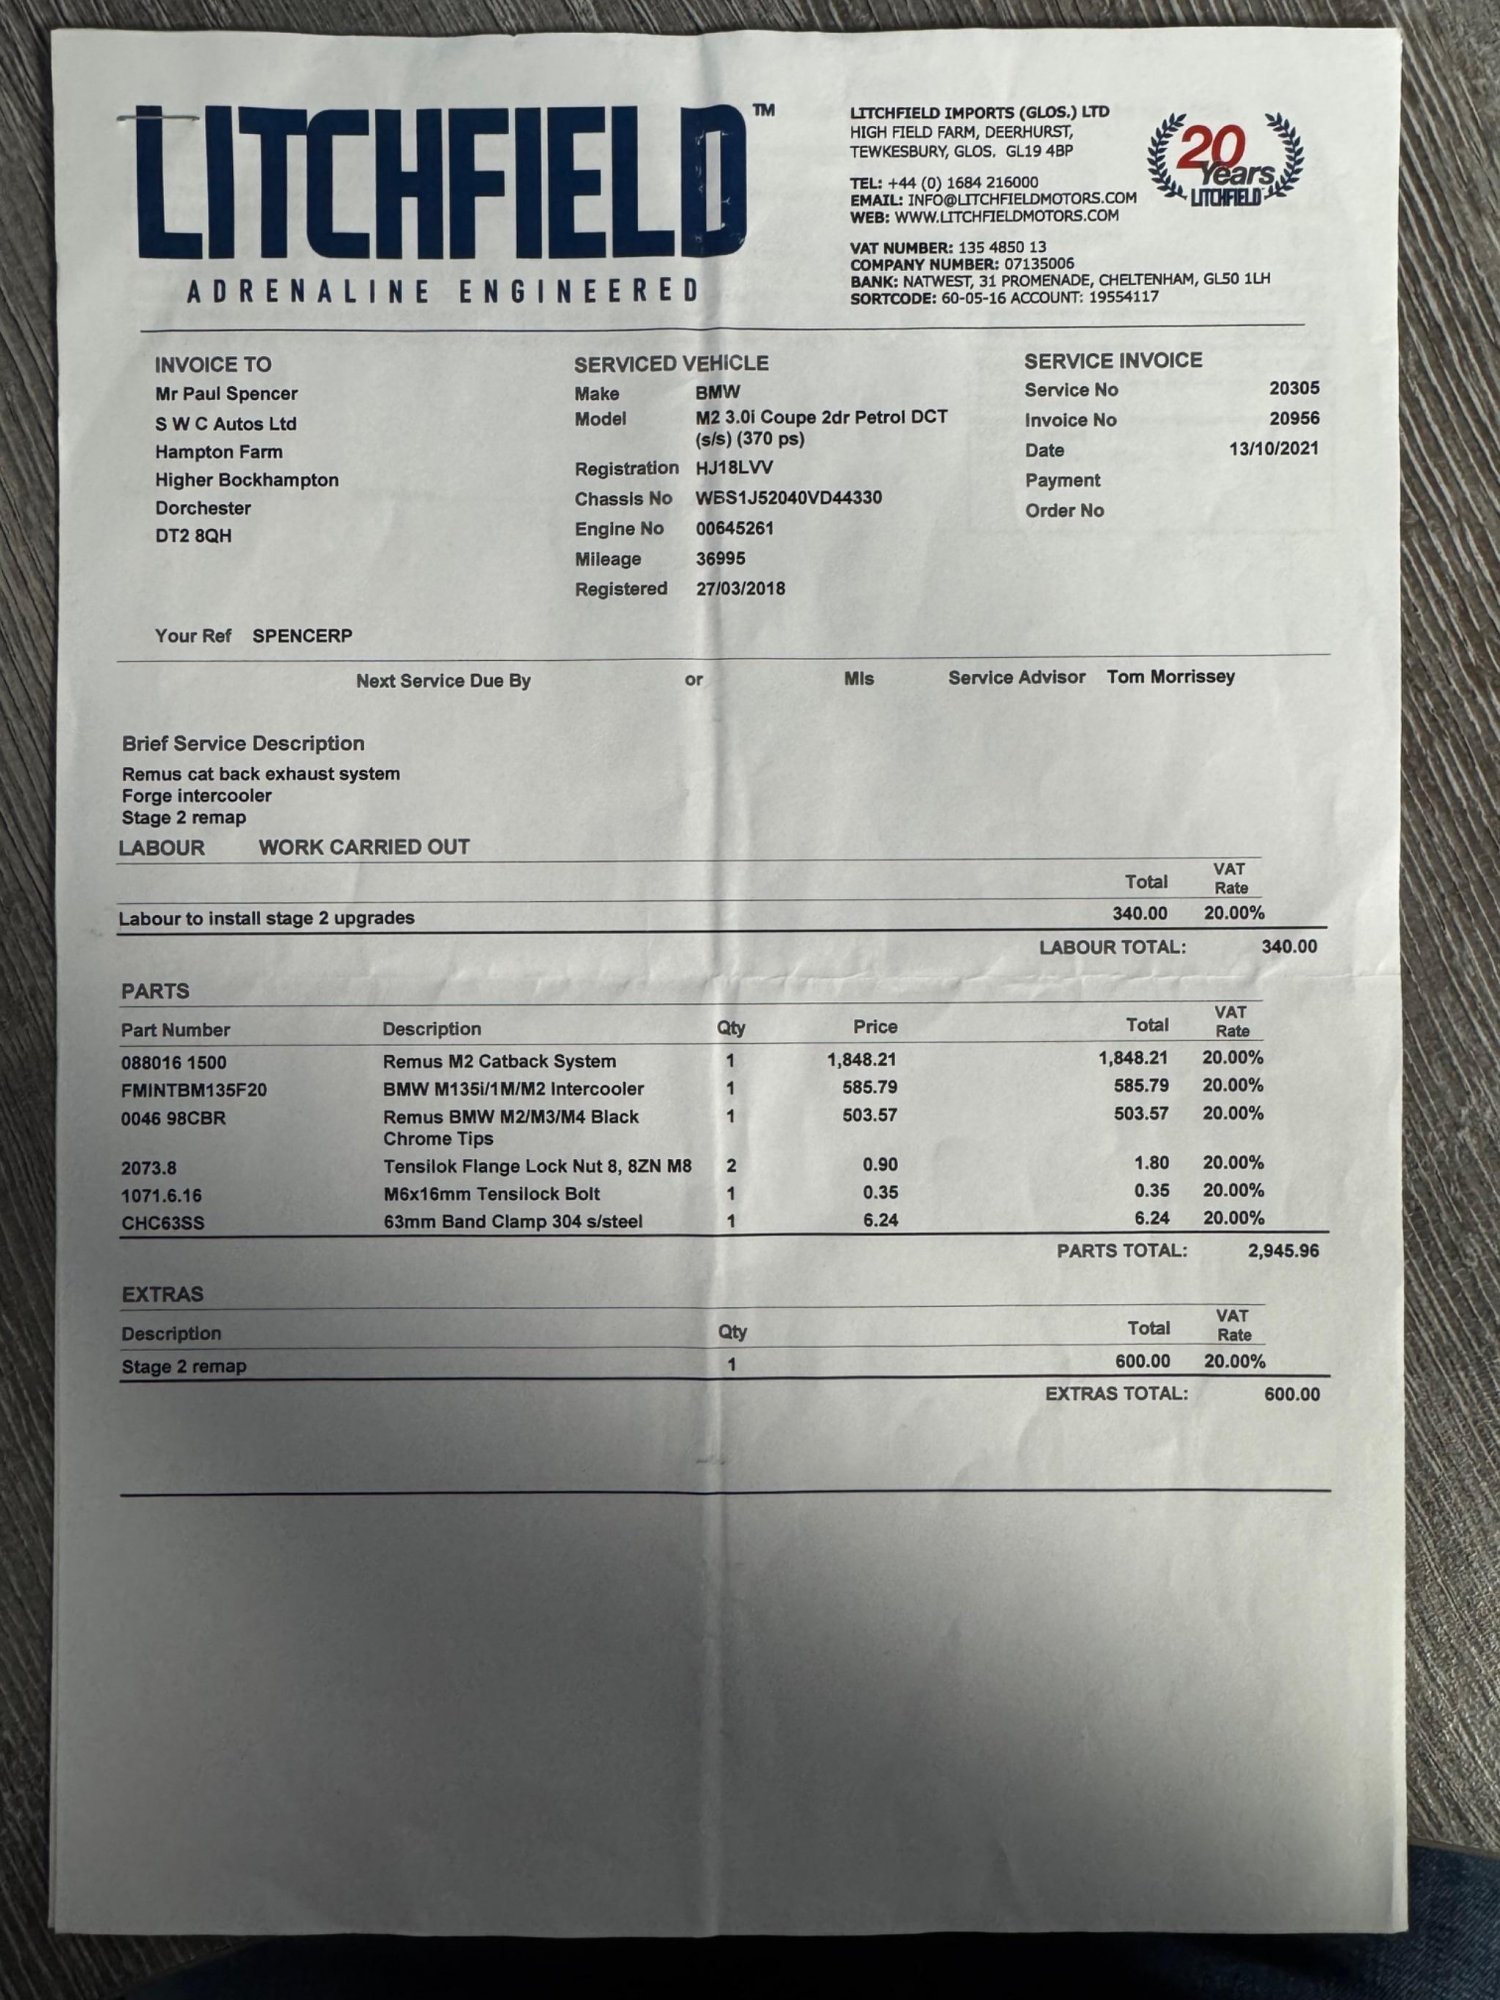 LITCHFIELD™
ADRENALINE ENGINEERED
LITCHFIELD IMPORTS (GLOS.) LTD
HIGH FIELD FARM, DEERHURST,
TEWKESBURY, GLOS. GL19 4BP
TEL: +44 (0) 1684 216000
EMAIL: INFO@LITCHFIELDMOTORS.COM
WEB: WWW.LITCHFIELDMOTORS.COM
VAT NUMBER: 135 4850 13
COMPANY NUMBER: 07135006
BANK: NATWEST, 31 PROMENADE, CHELTENHAM, GL50 1LH
SORTCODE: 60-05-16 ACCOUNT: 19554117
20
Years
LITCHFIELD
INVOICE TO
Mr Paul Spencer
S W C Autos Ltd
Hampton Farm
Higher Bockhampton
Dorchester
DT2 8QH
SERVICED VEHICLE
Make BMW
Model M2 3.0i Coupe 2dr Petrol DCT
(s/s) (370 ps)
Registration HJ18LVV
Chassis No WBS1J52040VD44330
Engine No 00645261
Mileage 36995
Registered 27/03/2018
SERVICE INVOICE
Service No 20305
Invoice No 20956
Date 13/10/2021
Payment
Order No
Your Ref SPENCERP
Next Service Due By or Mls Service Advisor Tom Morrissey
Brief Service Description
Remus cat back exhaust system
Forge intercooler
Stage 2 remap
LABOUR WORK CARRIED OUT
Total VAT Rate
Labour to install stage 2 upgrades 340.00 20.00%
LABOUR TOTAL: 340.00
PARTS
Part Number Description Qty Price Total VAT Rate
088016 1500 Remus M2 Catback System 1 1,848.21 1,848.21 20.00%
FMINTBM135F20 BMW M135i/1M/M2 Intercooler 1 585.79 585.79 20.00%
0046 98CBR Remus BMW M2/M3/M4 Black 1 503.57 503.57 20.00%
Chrome Tips
2073.8 Tensilok Flange Lock Nut 8, 8ZN M8 2 0.90 1.80 20.00%
1071.6.16 M6x16mm Tensilock Bolt 1 0.35 0.35 20.00%
CHC63SS 63mm Band Clamp 304 s/steel 1 6.24 6.24 20.00%
PARTS TOTAL: 2,945.96
EXTRAS
Description Qty Total VAT Rate
Stage 2 remap 1 600.00 20.00%
EXTRAS TOTAL: 600.00